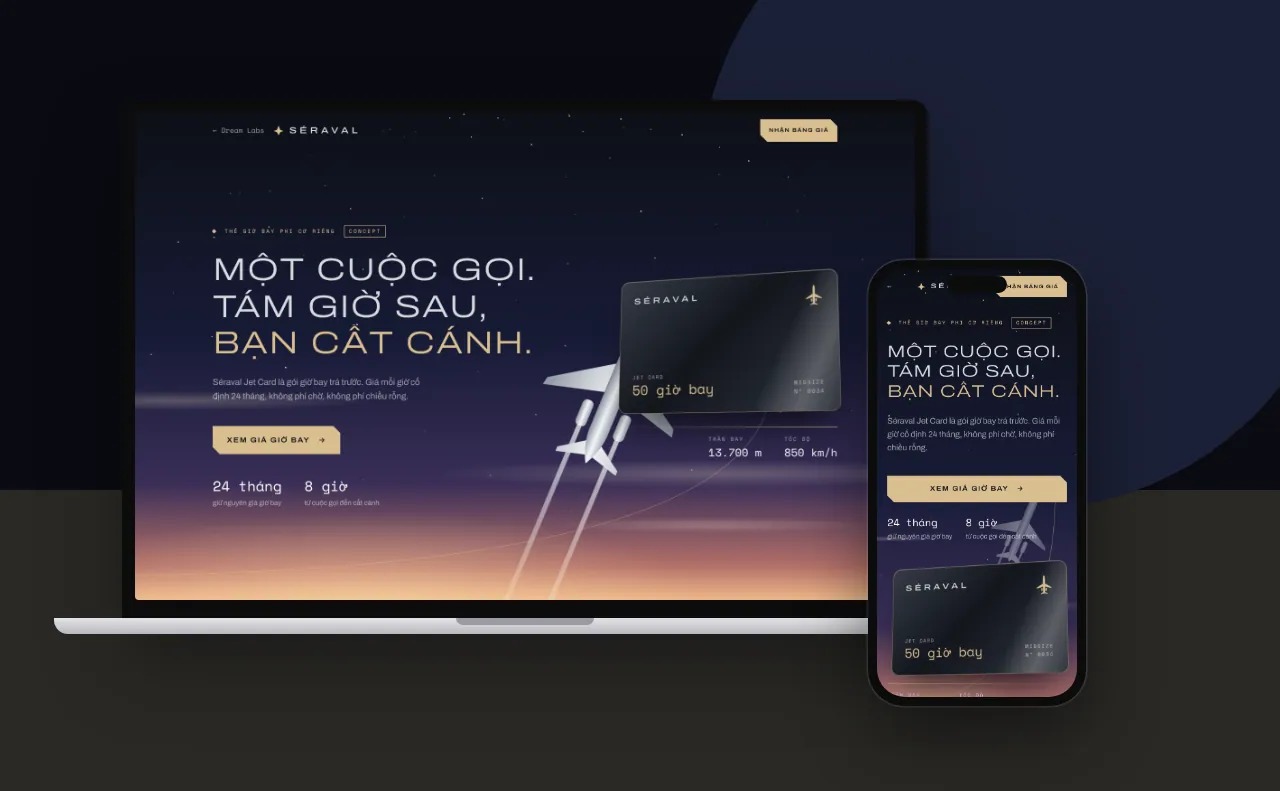 ← Dream Labs
SÉRAVAL
NHẬN BẢNG GIÁ
THẺ GIỜ BAY PHI CƠ RIÊNG
CONCEPT
MỘT CUỘC GỌI.
TÁM GIỜ SAU,
BẠN CẤT CÁNH.
Séraval Jet Card là gói giờ bay trả trước. Giá mỗi giờ cố
định 24 tháng, không phí chờ, không phí chiều rỗng.
XEM GIÁ GIỜ BAY →
24 tháng
giữ nguyên giá giờ bay
8 giờ
từ cuộc gọi đến cất cánh
SÉRAVAL
JET CARD
50 giờ bay
MIDSIZE
TRẦN BAY
13.700 m
TỐC ĐỘ
850 km/h
←
SÉ
NHẬN BẢNG GIÁ
THẺ GIỜ BAY PHI CƠ RIÊNG
CONCEPT
MỘT CUỘC GỌI.
TÁM GIỜ SAU,
BẠN CẤT CÁNH.
Séraval Jet Card là gói giờ bay trả trước. Giá mỗi
giờ cố định 24 tháng, không phí chờ, không phí
chiều rỗng.
XEM GIÁ GIỜ BAY →
24 tháng
giữ nguyên giá giờ bay
8 giờ
từ cuộc gọi đến cất cánh
SÉRAVAL
JET CARD
50 giờ bay
MIDSIZE